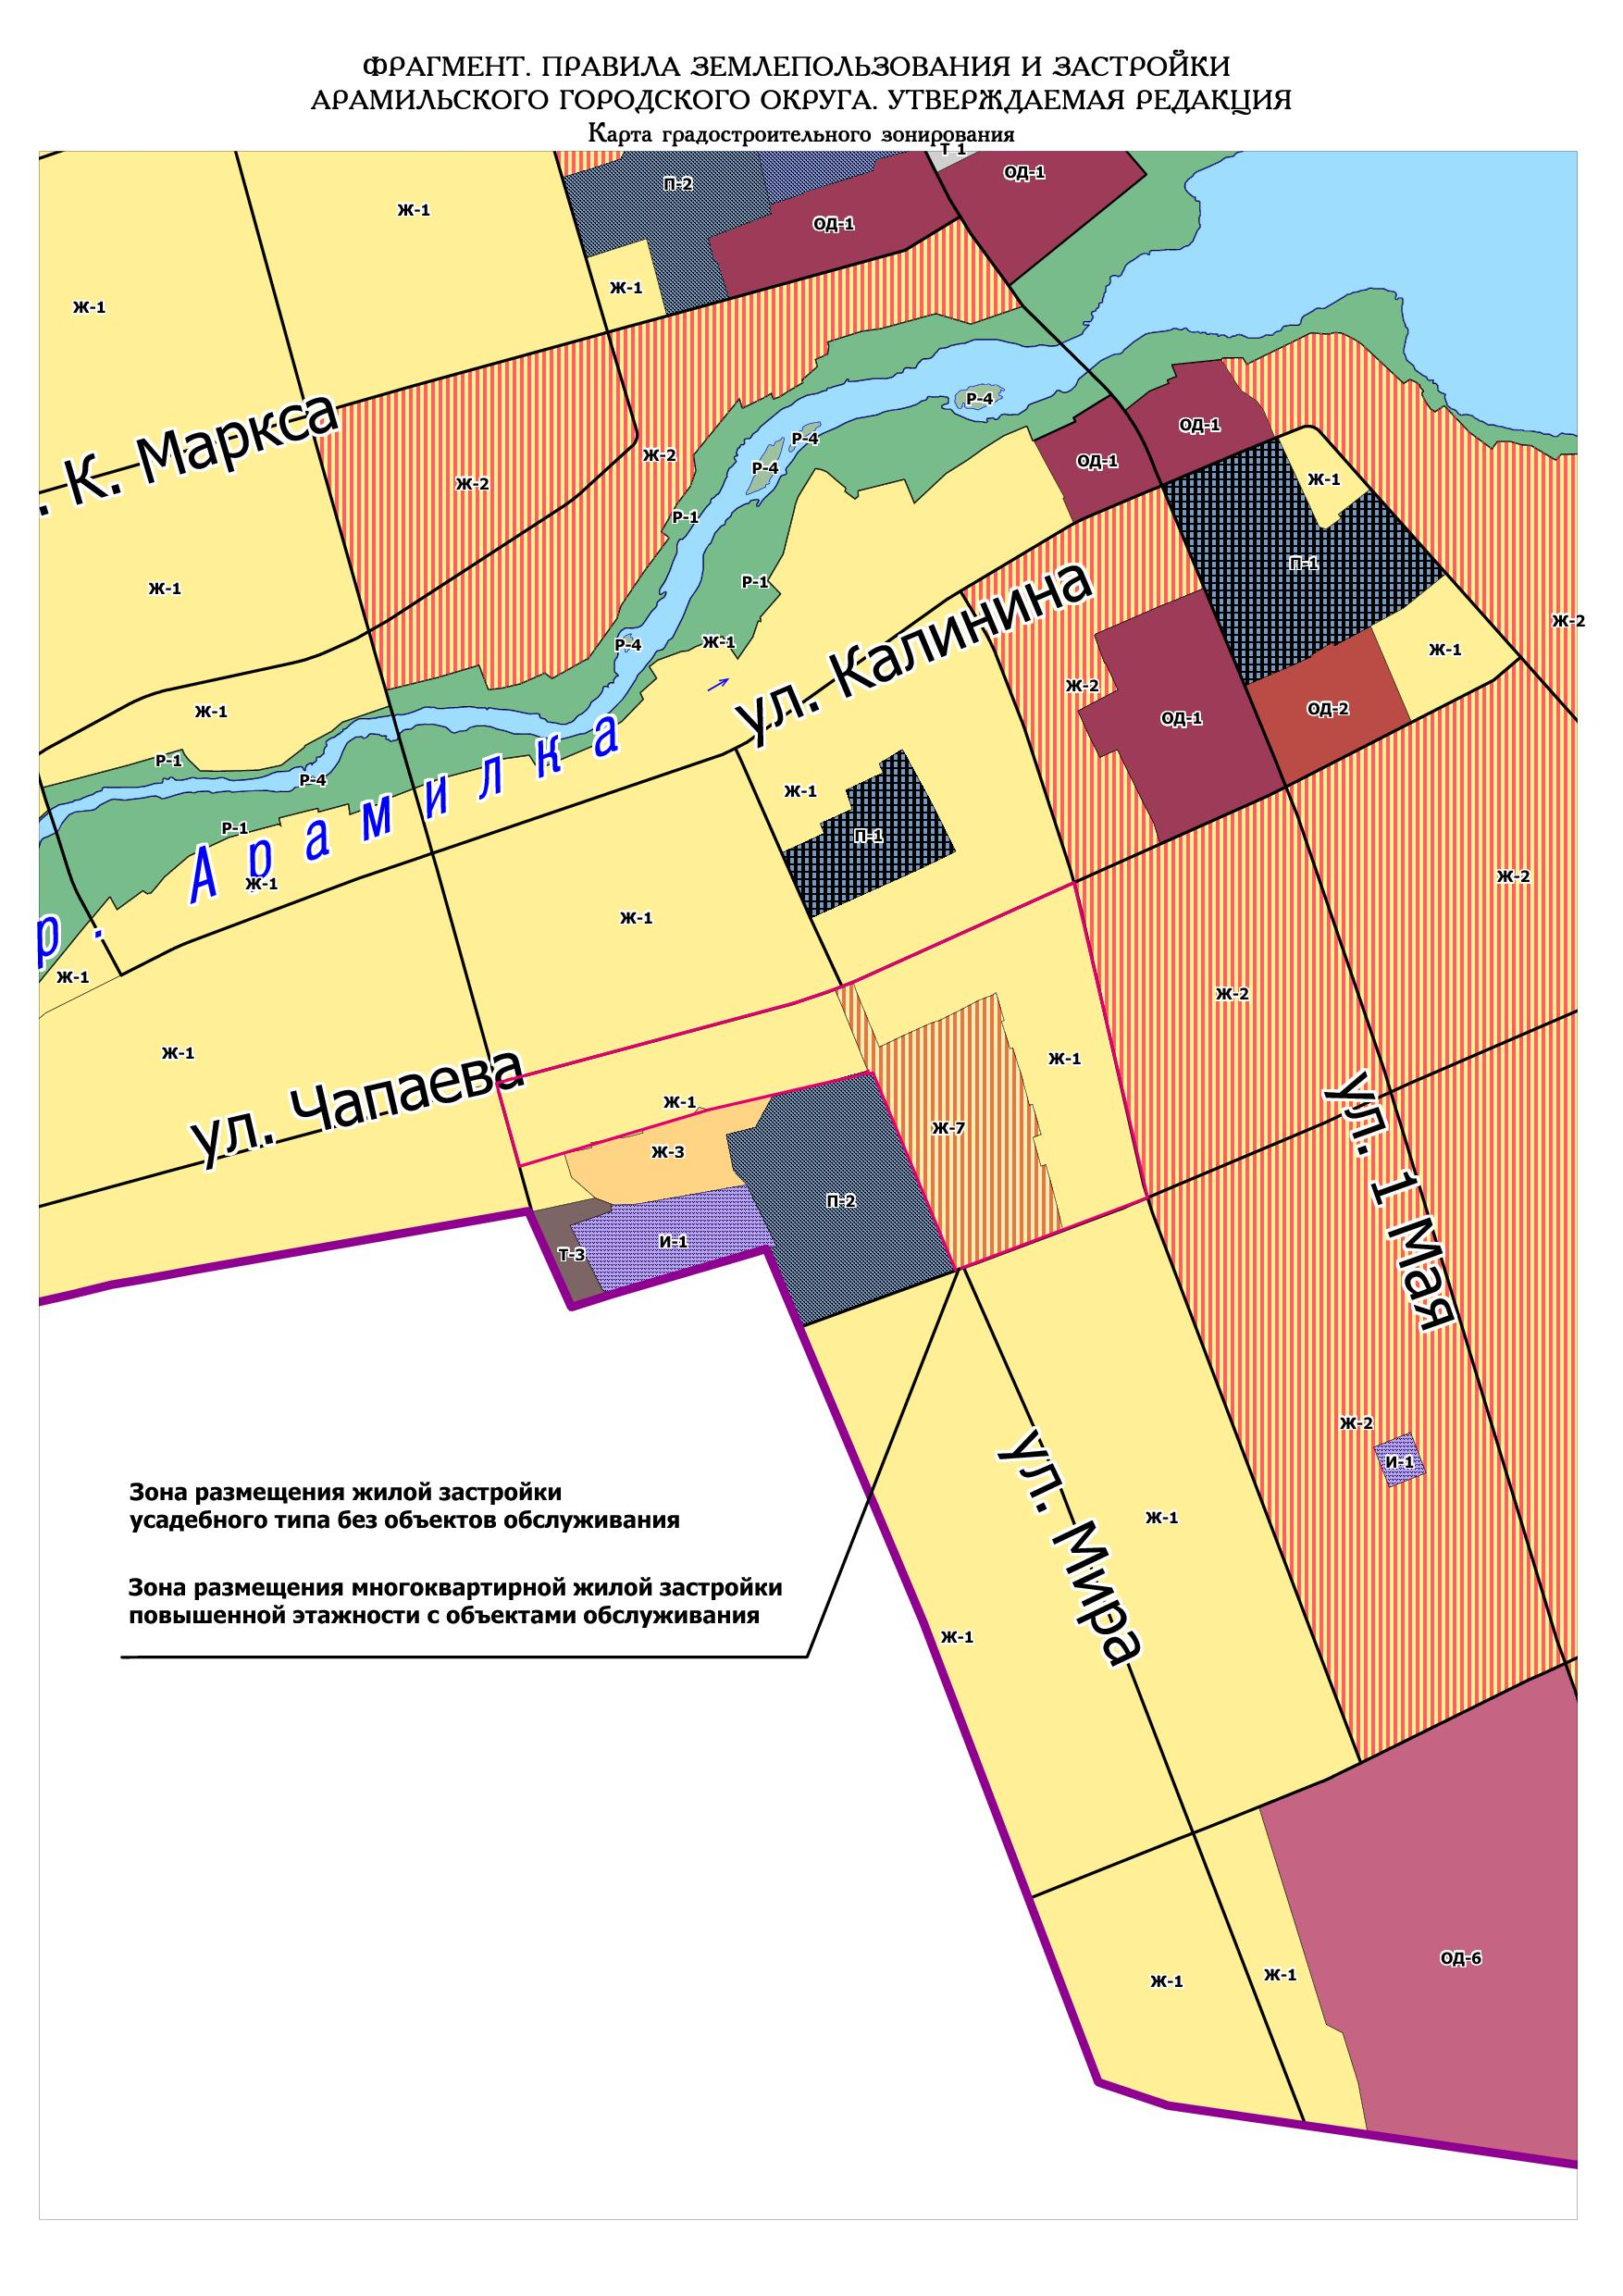 ФРАГМЕНТ. ПРАВИЛА ЗЕМЛЕПОЛЬЗОВАНИЯ И ЗАСТРОЙКИ
АРАМИЛЬСКОГО ГОРОДСКОГО ОКРУГА. УТВЕРЖДАЕМАЯ РЕДАКЦИЯ
Карта градостроительного зонирования
Т 1
ОД-1
П-2
Ж-1
ОД-1
Ж-1
Ж-1
Р-4
. К. Маркса
ОД-1
Р-4
Ж-2
ОД-1
Р-4
Ж-1
Ж-2
Р-1
П-1
Р-1
Ж-1
ул. Калинина
Ж-2
Р-4
Ж-1
Ж-1
Ж-2
Ж-1
ОД-2
ОД-1
Р-1
Р-4
Ж-1
Р-1
П-1
р. Арамилка
Ж-1
Ж-2
Ж-1
Ж-1
Ж-2
Ж-1
Ж-1
ул. Чапаева
Ж-1
Ж-7
Ж-3
П-2
ул. 1 Мая
И-1
Т-3
Ж-2
И-1
Зона размещения жилой застройки
усадебного типа без объектов обслуживания
Ж-1
ул. Мира
Зона размещения многоквартирной жилой застройки
повышенной этажности с объектами обслуживания
Ж-1
ОД-6
Ж-1
Ж-1